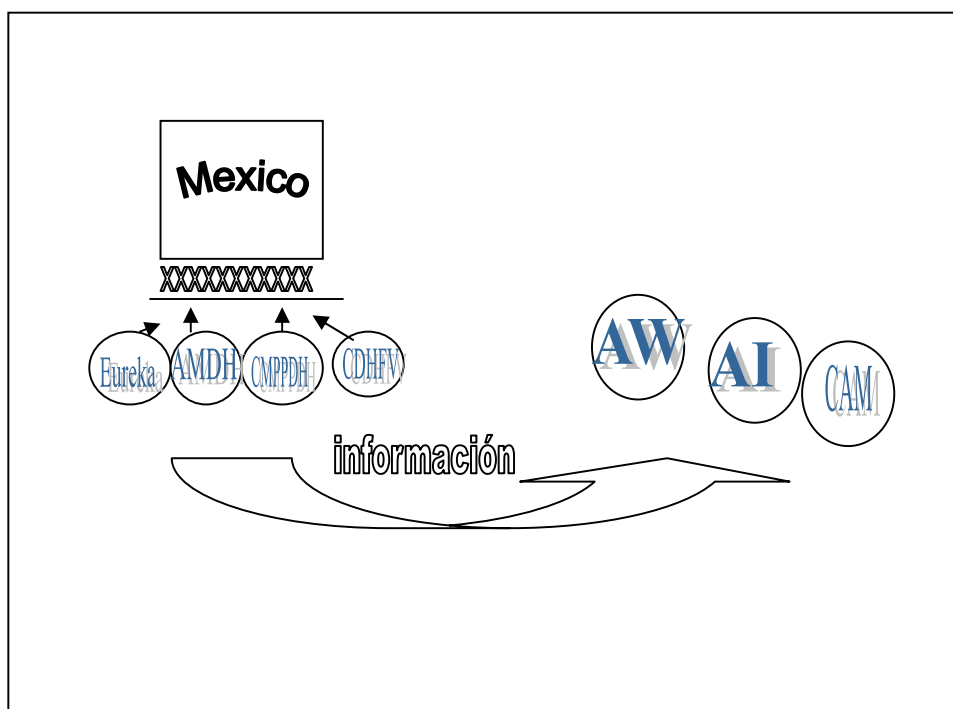 Mexico
XXXXXXXXXXX
Eureka
AMDH
CMPPDH
CDHFV
AW
AI
CAM
información